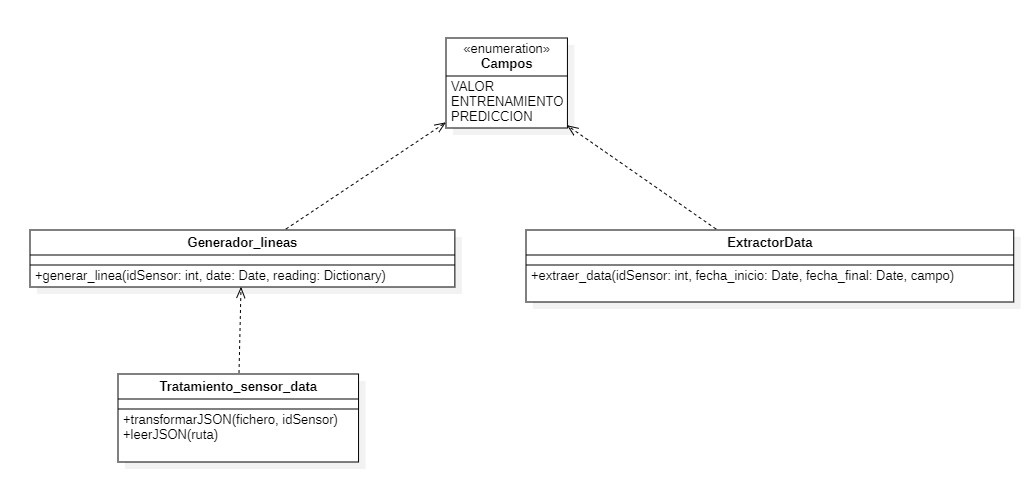 «enumeration»
Campos
VALOR
ENTRENAMIENTO
PREDICCION
Generador_lineas
+generar_linea(idSensor: int, date: Date, reading: Dictionary)
ExtractorData
+extraer_data(idSensor: int, fecha_inicio: Date, fecha_final: Date, campo)
Tratamiento_sensor_data
+transformarJSON(fichero, idSensor)
+leerJSON(ruta)